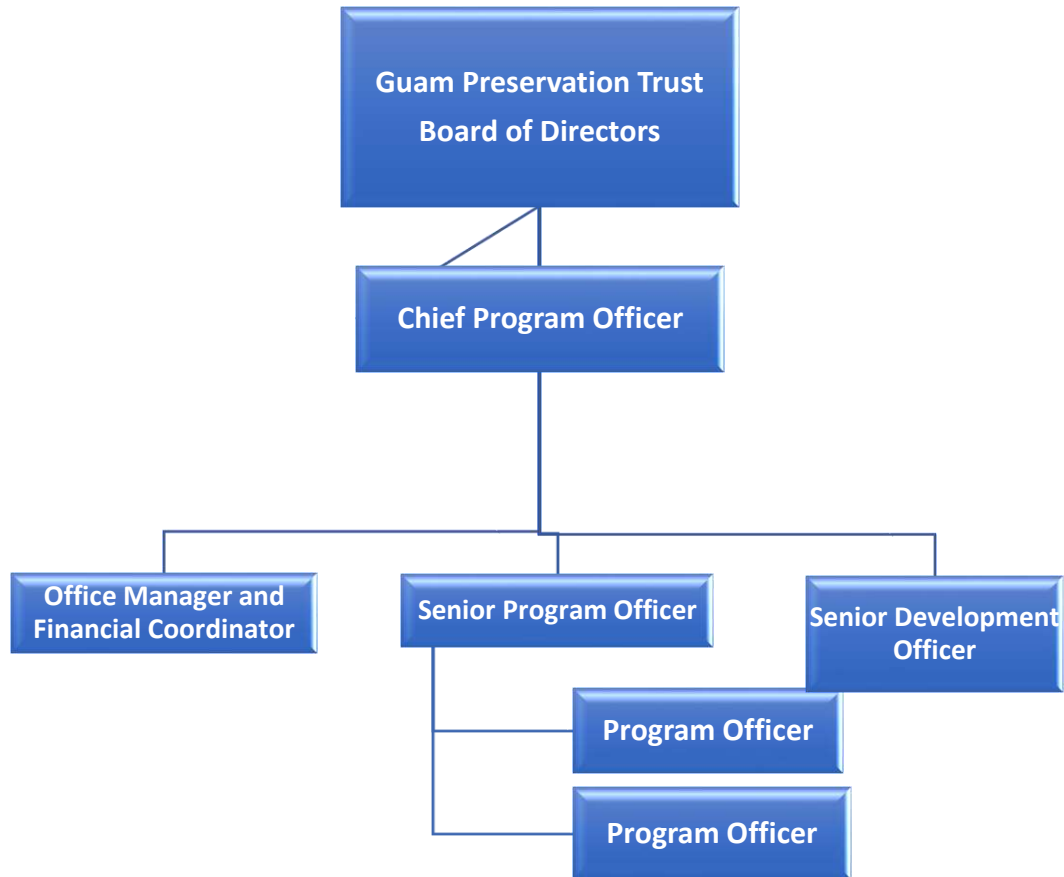 Guam Preservation Trust
Board of Directors
Chief Program Officer
Office Manager and
Financial Coordinator
Senior Program Officer
Senior Development
Officer
Program Officer
Program Officer